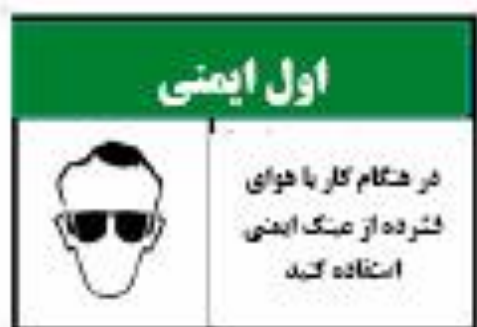 اول ایمنی
در هنگام کار با هوای
فشرده از عینک ایمنی
استفاده کنید